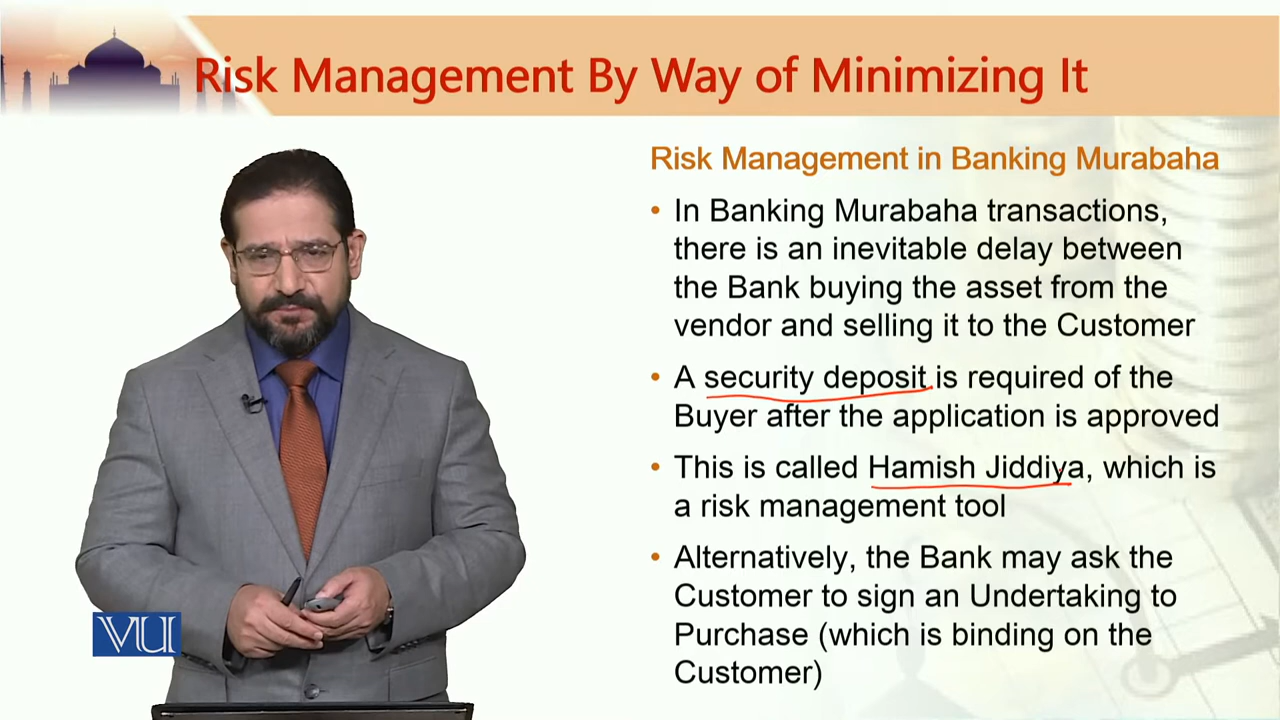 Risk Management By Way of Minimizing It
Risk Management in Banking Murabaha
• In Banking Murabaha transactions,
there is an inevitable delay between
the Bank buying the asset from the
vendor and selling it to the Customer
• A security deposit is required of the
Buyer after the application is approved
• This is called Hamish Jiddiya, which is
a risk management tool
• Alternatively, the Bank may ask the
Customer to sign an Undertaking to
Purchase (which is binding on the
Customer)
VU